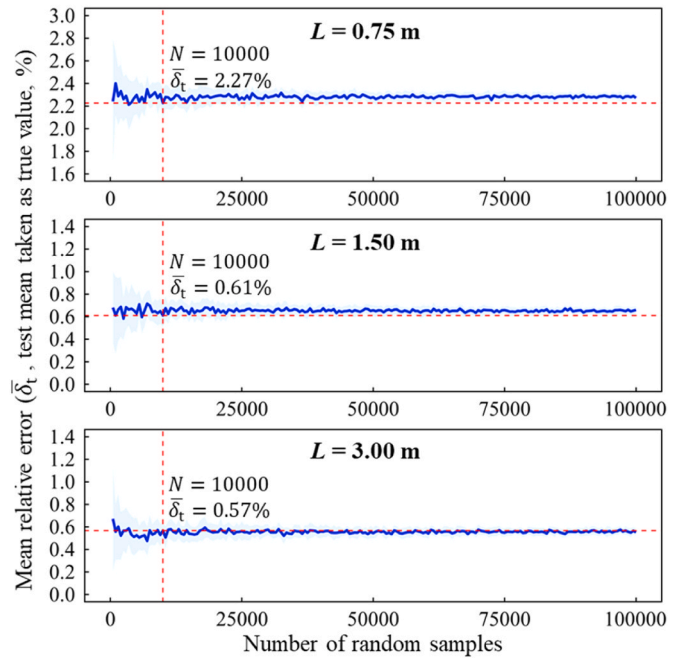 Mean relative error (δ̅ₜ , test mean taken as true value, %)
3.0
2.8
2.6
2.4
2.2
2.0
1.8
1.6
L = 0.75 m
N = 10000
δ̅ₜ = 2.27%
0 25000 50000 75000 100000
1.4
1.2
1.0
0.8
0.6
0.4
0.2
0.0
L = 1.50 m
N = 10000
δ̅ₜ = 0.61%
0 25000 50000 75000 100000
1.4
1.2
1.0
0.8
0.6
0.4
0.2
0.0
L = 3.00 m
N = 10000
δ̅ₜ = 0.57%
0 25000 50000 75000 100000
Number of random samples